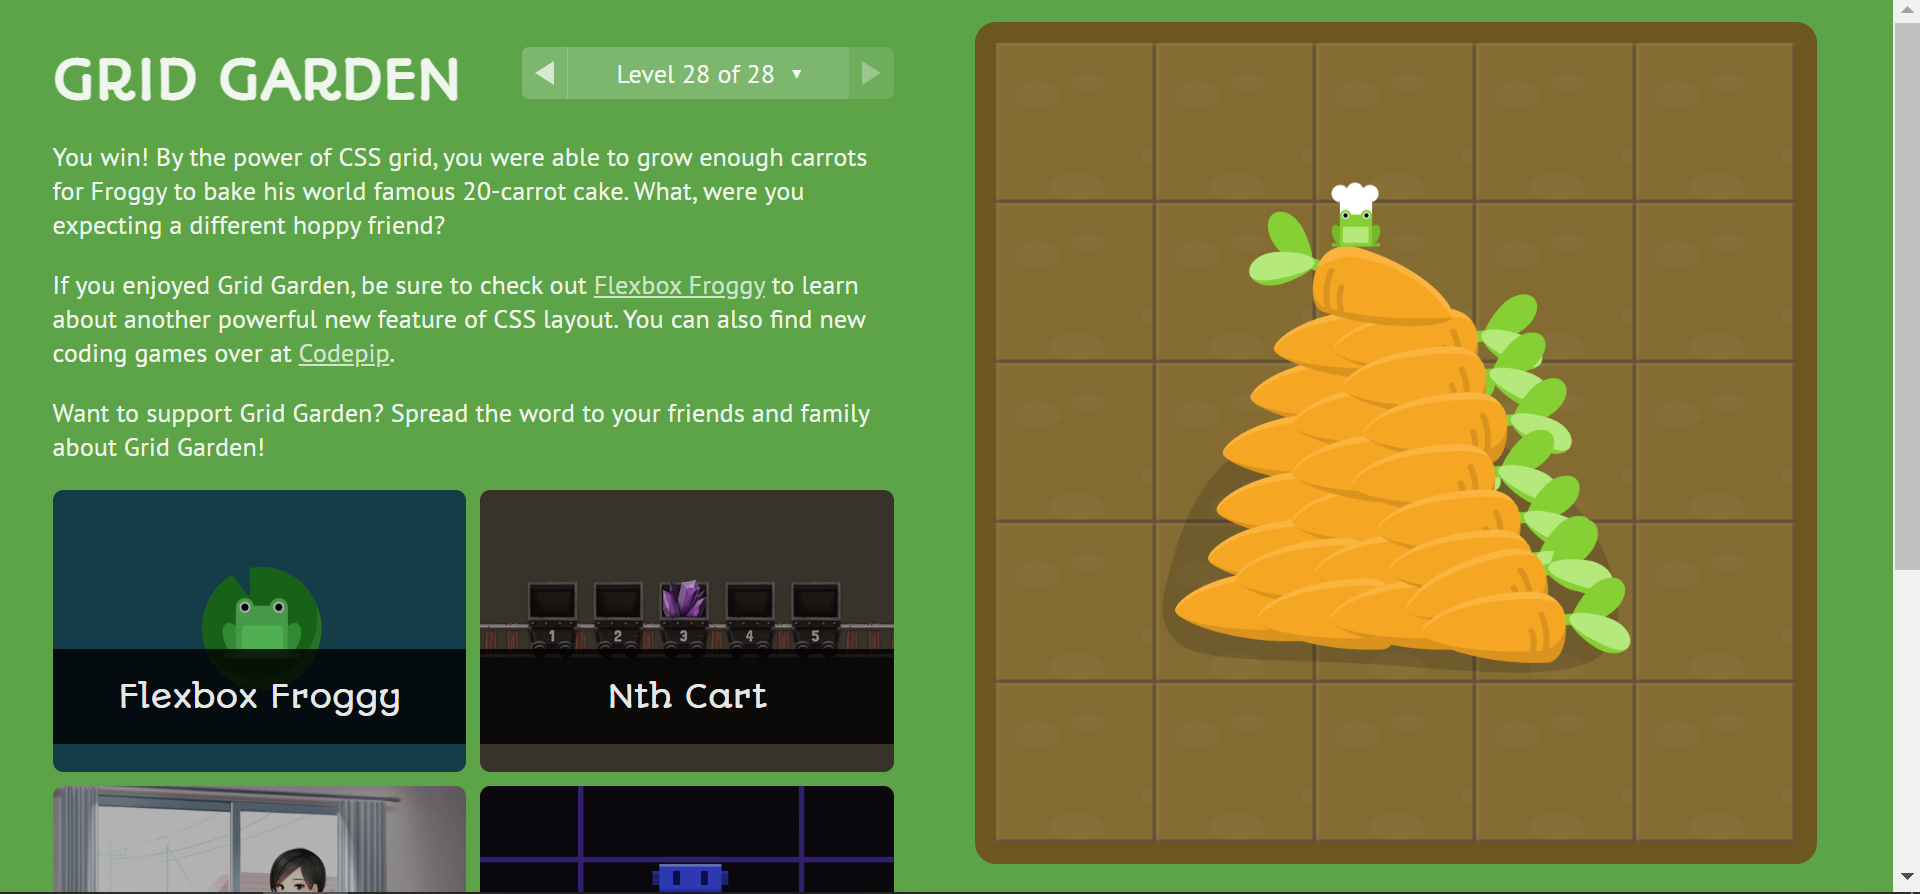 GRID GARDEN
Level 28 of 28 ▼
You win! By the power of CSS grid, you were able to grow enough carrots
for Froggy to bake his world famous 20-carrot cake. What, were you
expecting a different hoppy friend?
If you enjoyed Grid Garden, be sure to check out Flexbox Froggy to learn
about another powerful new feature of CSS layout. You can also find new
coding games over at Codepip.
Want to support Grid Garden? Spread the word to your friends and family
about Grid Garden!
Flexbox Froggy
1 2 3 4 5
Nth Cart